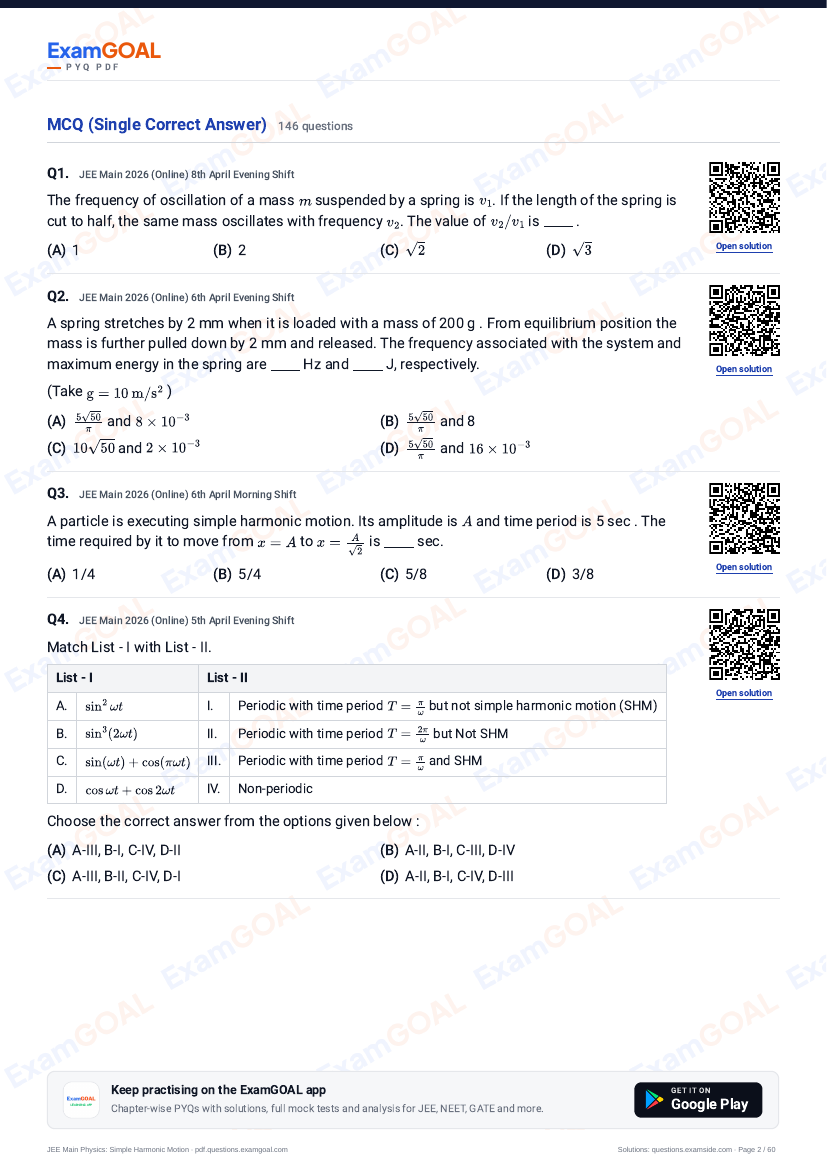 ExamGOAL
PYQ PDF
MCQ (Single Correct Answer) 146 questions
Q1. JEE Main 2026 (Online) 8th April Evening Shift
The frequency of oscillation of a mass m suspended by a spring is v₁. If the length of the spring is
cut to half, the same mass oscillates with frequency v₂. The value of v₂/v₁ is ____ .
(A) 1 (B) 2 (C) √2 (D) √3
Open solution
Q2. JEE Main 2026 (Online) 6th April Evening Shift
A spring stretches by 2 mm when it is loaded with a mass of 200 g . From equilibrium position the
mass is further pulled down by 2 mm and released. The frequency associated with the system and
maximum energy in the spring are ____ Hz and ____ J, respectively.
(Take g = 10 m/s² )
(A) 5√50/π and 8 × 10⁻³ (B) 5√50/π and 8
(C) 10√50 and 2 × 10⁻³ (D) 5√50/π and 16 × 10⁻³
Open solution
Q3. JEE Main 2026 (Online) 6th April Morning Shift
A particle is executing simple harmonic motion. Its amplitude is A and time period is 5 sec . The
time required by it to move from x = A to x = A/√2 is ____ sec.
(A) 1/4 (B) 5/4 (C) 5/8 (D) 3/8
Open solution
Q4. JEE Main 2026 (Online) 5th April Evening Shift
Match List - I with List - II.
List - I List - II
A. sin² ωt I. Periodic with time period T = π/ω but not simple harmonic motion (SHM)
B. sin³(2ωt) II. Periodic with time period T = 2π/ω but Not SHM
C. sin(ωt) + cos(πωt) III. Periodic with time period T = π/ω and SHM
D. cos ωt + cos 2ωt IV. Non-periodic
Choose the correct answer from the options given below :
(A) A-III, B-I, C-IV, D-II (B) A-II, B-I, C-III, D-IV
(C) A-III, B-II, C-IV, D-I (D) A-II, B-I, C-IV, D-III
Open solution
ExamGOAL
Keep practising on the ExamGOAL app
Chapter-wise PYQs with solutions, full mock tests and analysis for JEE, NEET, GATE and more.
GET IT ON
Google Play
JEE Main Physics: Simple Harmonic Motion · pdf.questions.examgoal.com
Solutions: questions.examside.com · Page 2 / 60